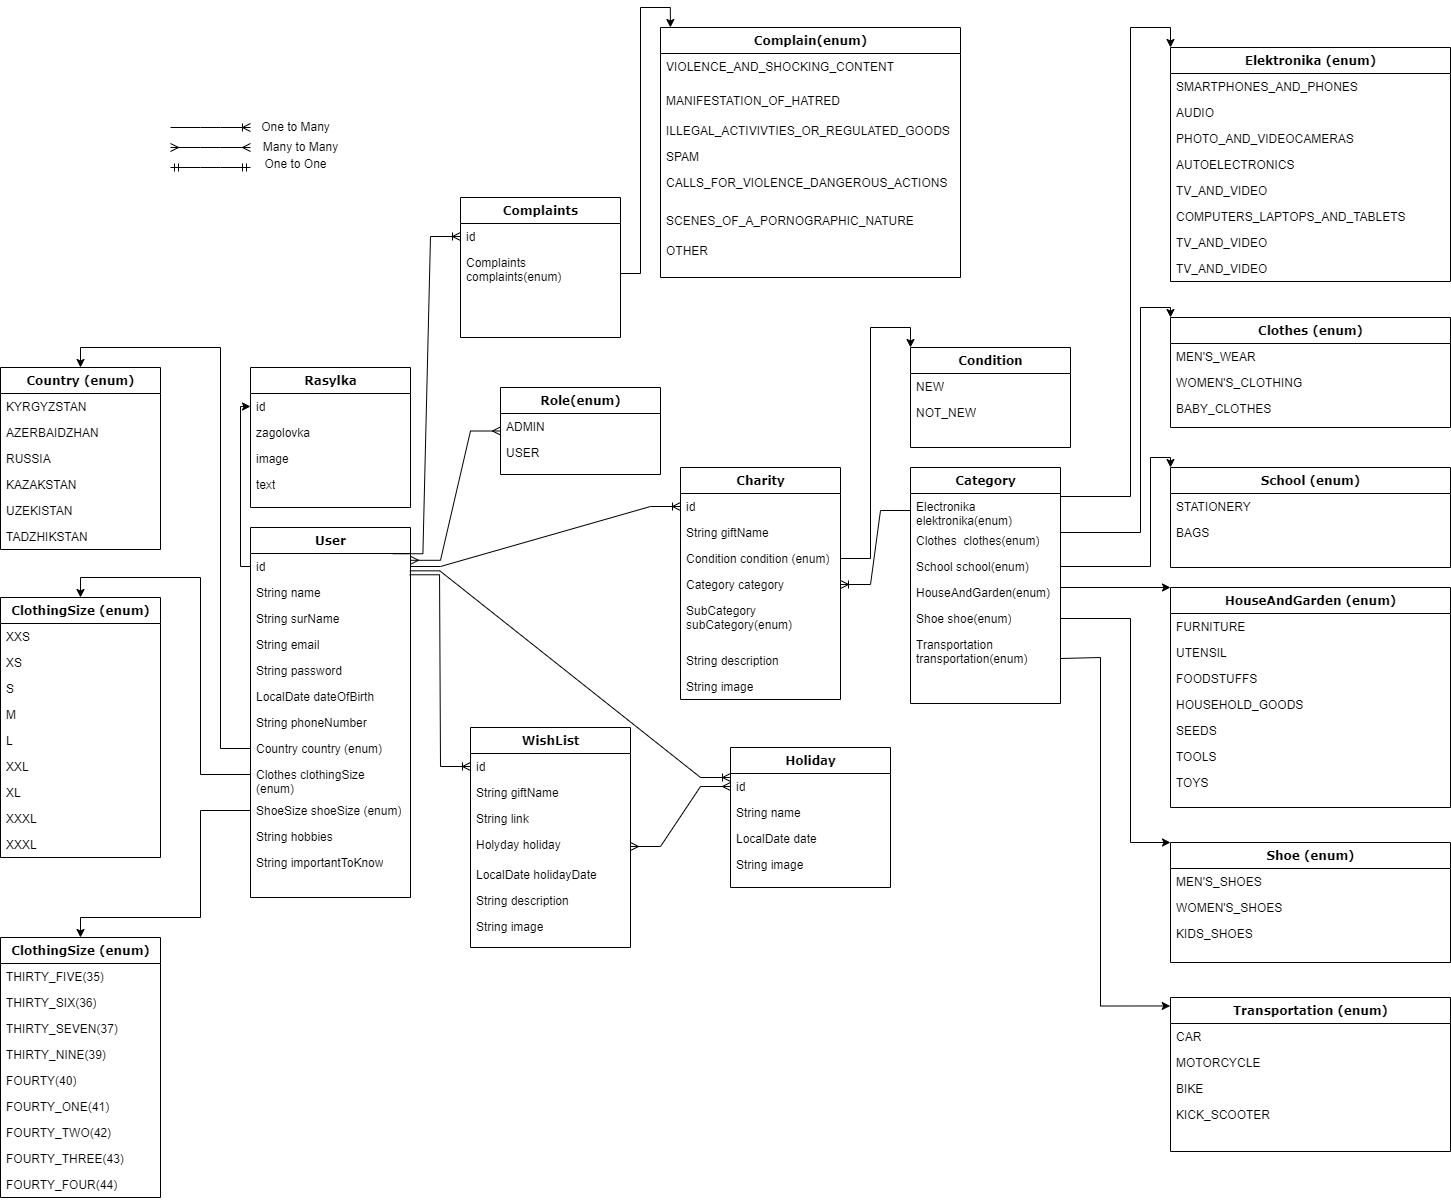 One to Many
Many to Many
One to One
Complain(enum)
VIOLENCE_AND_SHOCKING_CONTENT
MANIFESTATION_OF_HATRED
ILLEGAL_ACTIVIVTIES_OR_REGULATED_GOODS
SPAM
CALLS_FOR_VIOLENCE_DANGEROUS_ACTIONS
SCENES_OF_A_PORNOGRAPHIC_NATURE
OTHER
Elektronika (enum)
SMARTPHONES_AND_PHONES
AUDIO
PHOTO_AND_VIDEOCAMERAS
AUTOELECTRONICS
TV_AND_VIDEO
COMPUTERS_LAPTOPS_AND_TABLETS
TV_AND_VIDEO
TV_AND_VIDEO
Complaints
id
Complaints
complaints(enum)
Clothes (enum)
MEN'S_WEAR
WOMEN'S_CLOTHING
BABY_CLOTHES
Condition
NEW
NOT_NEW
Country (enum)
KYRGYZSTAN
AZERBAIDZHAN
RUSSIA
KAZAKSTAN
UZEKISTAN
TADZHIKSTAN
Rasylka
id
zagolovka
image
text
Role(enum)
ADMIN
USER
Charity
id
String giftName
Condition condition (enum)
Category category
SubCategory
subCategory(enum)
String description
String image
Category
Electronika
elektronika(enum)
Clothes  clothes(enum)
School school(enum)
HouseAndGarden(enum)
Shoe shoe(enum)
Transportation
transportation(enum)
School (enum)
STATIONERY
BAGS
User
id
String name
String surName
String email
String password
LocalDate dateOfBirth
String phoneNumber
Country country (enum)
Clothes clothingSize
(enum)
ShoeSize shoeSize (enum)
String hobbies
String importantToKnow
ClothingSize (enum)
XXS
XS
S
M
L
XXL
XL
XXXL
XXXL
HouseAndGarden (enum)
FURNITURE
UTENSIL
FOODSTUFFS
HOUSEHOLD_GOODS
SEEDS
TOOLS
TOYS
WishList
id
String giftName
String link
Holyday holiday
LocalDate holidayDate
String description
String image
Holiday
id
String name
LocalDate date
String image
Shoe (enum)
MEN'S_SHOES
WOMEN'S_SHOES
KIDS_SHOES
ClothingSize (enum)
THIRTY_FIVE(35)
THIRTY_SIX(36)
THIRTY_SEVEN(37)
THIRTY_NINE(39)
FOURTY(40)
FOURTY_ONE(41)
FOURTY_TWO(42)
FOURTY_THREE(43)
FOURTY_FOUR(44)
Transportation (enum)
CAR
MOTORCYCLE
BIKE
KICK_SCOOTER